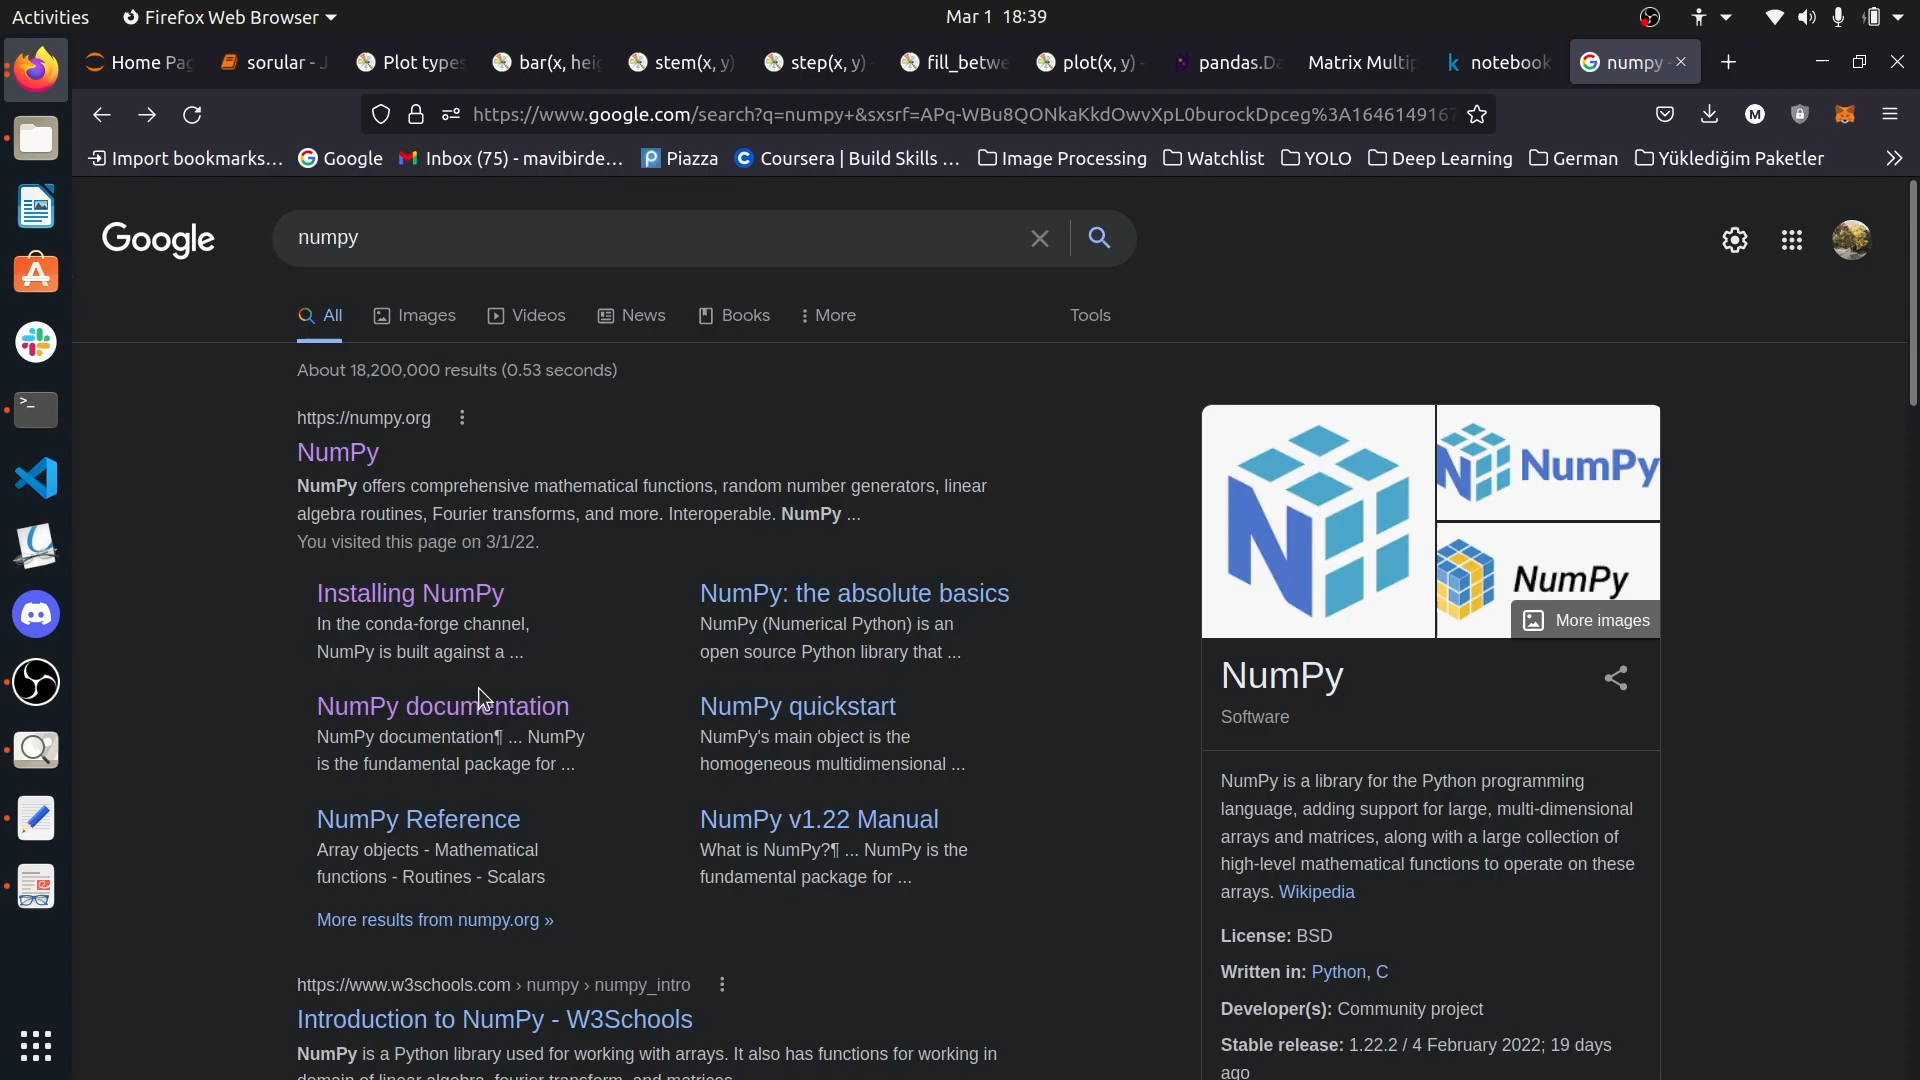 Activities
Firefox Web Browser
Mar 1 18:39
Home Pag
sorular - J
Plot types
bar(x, heig
stem(x, y)
step(x, y) -
fill_betwe
plot(x, y) -
pandas.Da
Matrix Multip
notebook
numpy -
https://www.google.com/search?q=numpy+&sxsrf=APq-WBu8QONkaKkdOwvXpL0burockDpceg%3A1646149167
Import bookmarks...
Google
Inbox (75) - mavibirde...
Piazza
Coursera | Build Skills ...
Image Processing
Watchlist
YOLO
Deep Learning
German
Yüklediğim Paketler
Google
numpy
All
Images
Videos
News
Books
More
Tools
About 18,200,000 results (0.53 seconds)
https://numpy.org
NumPy
NumPy offers comprehensive mathematical functions, random number generators, linear
algebra routines, Fourier transforms, and more. Interoperable. NumPy ...
You visited this page on 3/1/22.
Installing NumPy
In the conda-forge channel,
NumPy is built against a ...
NumPy: the absolute basics
NumPy (Numerical Python) is an
open source Python library that ...
NumPy documentation
NumPy documentation¶ ... NumPy
is the fundamental package for ...
NumPy quickstart
NumPy's main object is the
homogeneous multidimensional ...
NumPy Reference
Array objects - Mathematical
functions - Routines - Scalars
NumPy v1.22 Manual
What is NumPy?¶ ... NumPy is the
fundamental package for ...
More results from numpy.org »
https://www.w3schools.com › numpy › numpy_intro
Introduction to NumPy - W3Schools
NumPy is a Python library used for working with arrays. It also has functions for working in
domain of linear algebra, fourier transform, and matrices.
NumPy
NumPy
More images
NumPy
Software
NumPy is a library for the Python programming
language, adding support for large, multi-dimensional
arrays and matrices, along with a large collection of
high-level mathematical functions to operate on these
arrays. Wikipedia
License: BSD
Written in: Python, C
Developer(s): Community project
Stable release: 1.22.2 / 4 February 2022; 19 days
ago